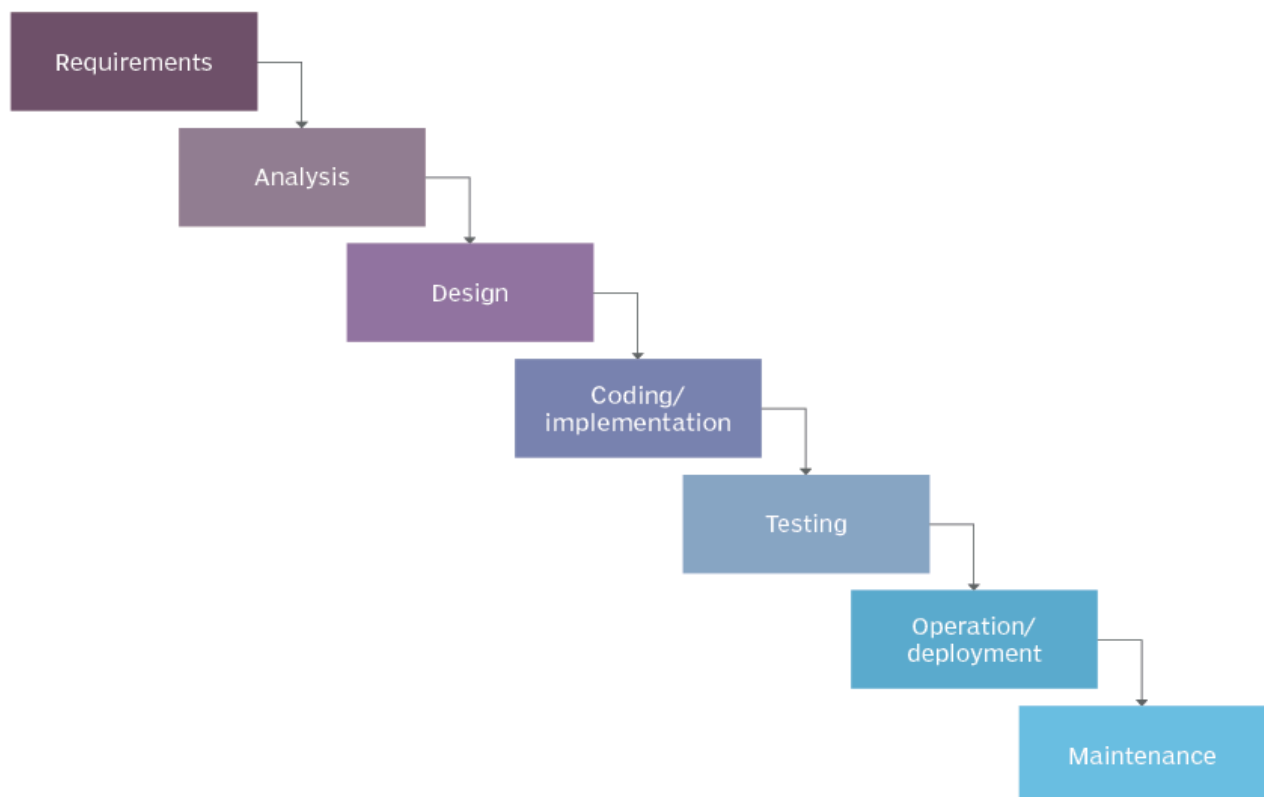 Requirements
Analysis
Design
Coding/
implementation
Testing
Operation/
deployment
Maintenance